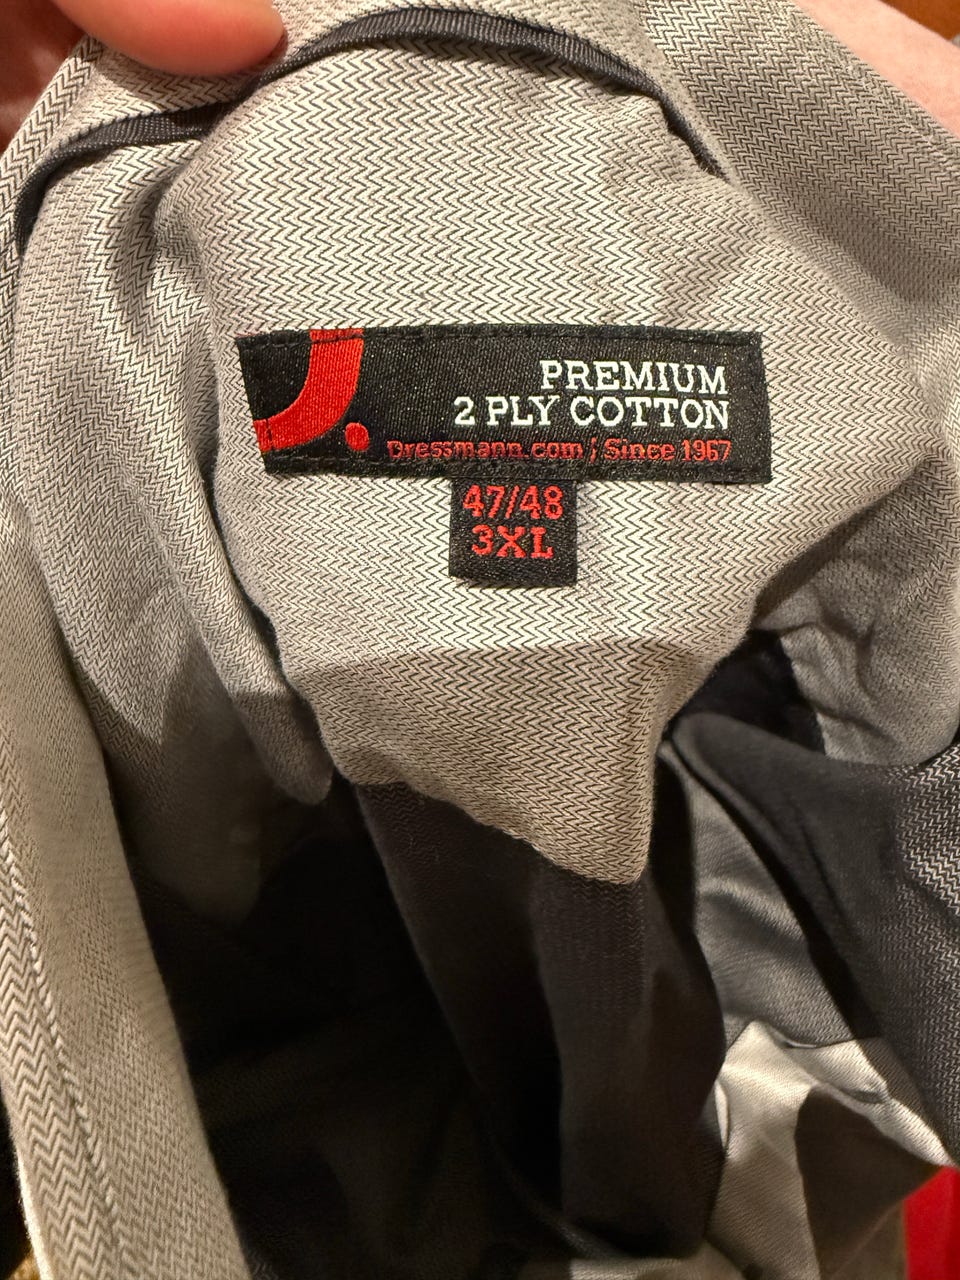 PREMIUM
2 PLY COTTON
Dressmann.com / Since 1967
47/48
3XL